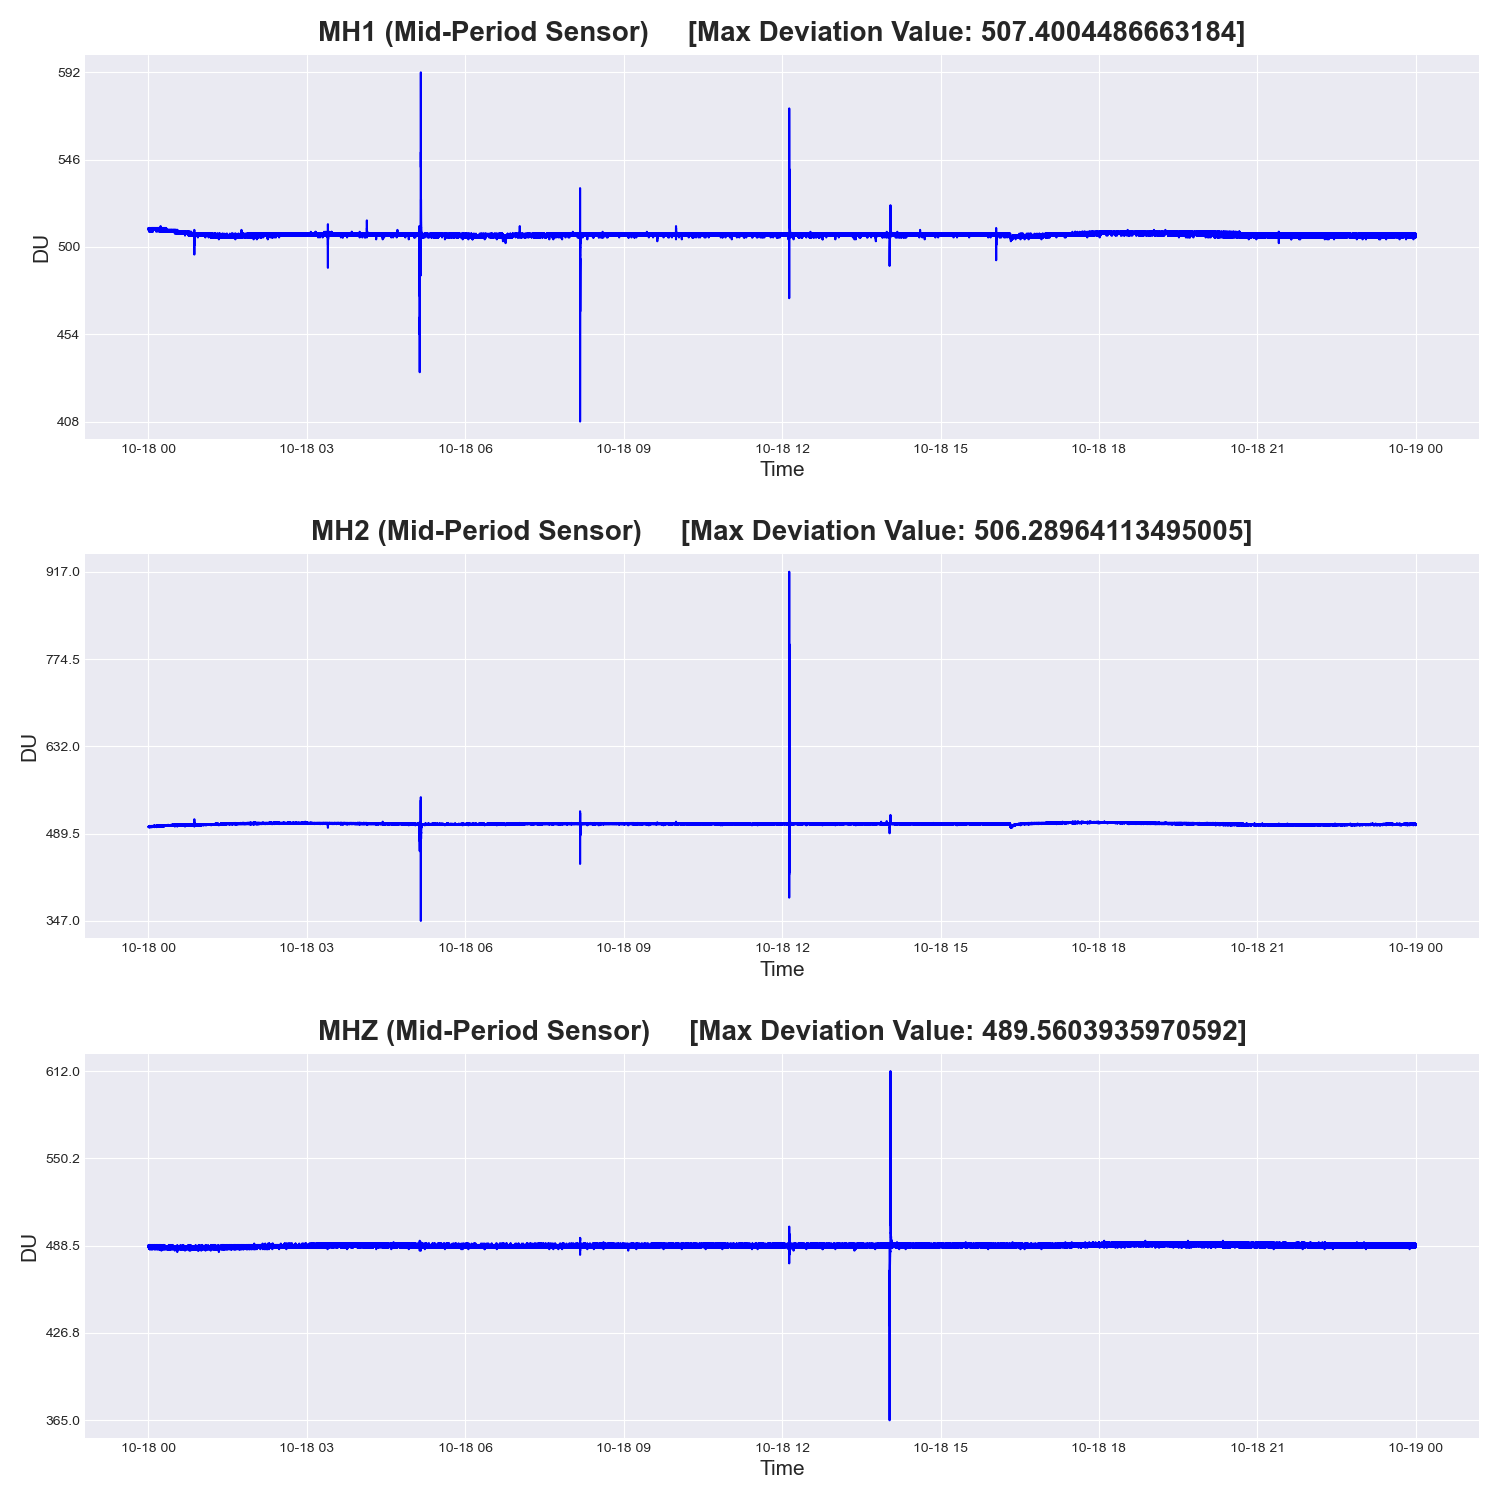 MH1 (Mid-Period Sensor) [Max Deviation Value: 507.4004486663184]
592
546
500
454
408
DU
10-18 00 10-18 03 10-18 06 10-18 09 10-18 12 10-18 15 10-18 18 10-18 21 10-19 00
Time
MH2 (Mid-Period Sensor) [Max Deviation Value: 506.28964113495005]
917.0
774.5
632.0
489.5
347.0
DU
10-18 00 10-18 03 10-18 06 10-18 09 10-18 12 10-18 15 10-18 18 10-18 21 10-19 00
Time
MHZ (Mid-Period Sensor) [Max Deviation Value: 489.5603935970592]
612.0
550.2
488.5
426.8
365.0
DU
10-18 00 10-18 03 10-18 06 10-18 09 10-18 12 10-18 15 10-18 18 10-18 21 10-19 00
Time